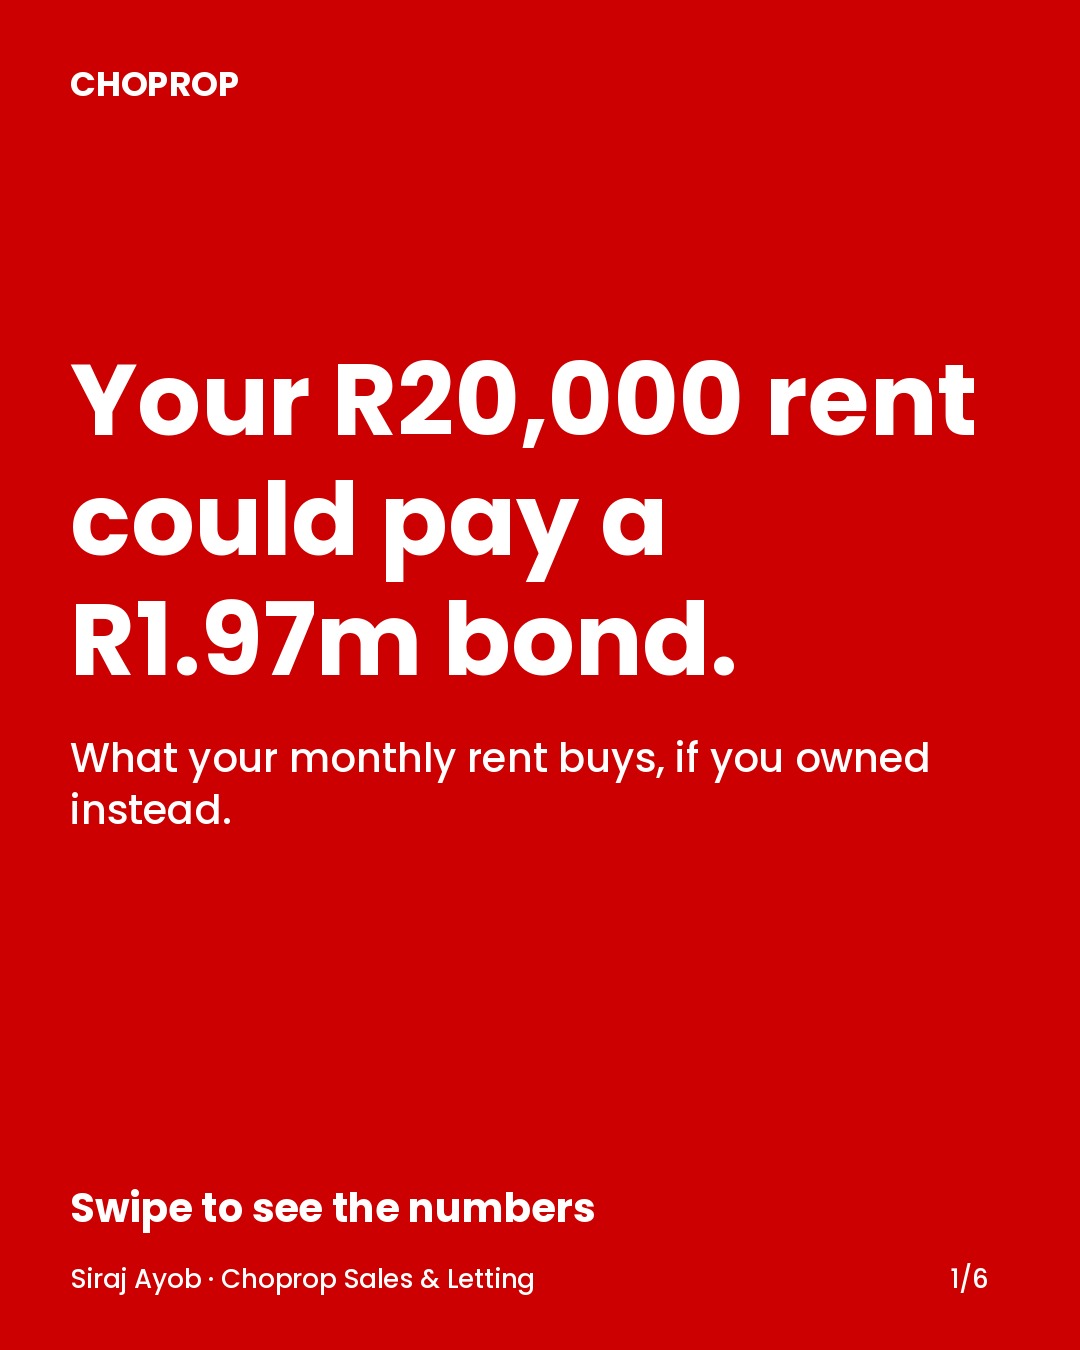 CHOPROP
Your R20,000 rent
could pay a
R1.97m bond.
What your monthly rent buys, if you owned
instead.
Swipe to see the numbers
Siraj Ayob · Choprop Sales & Letting
1/6